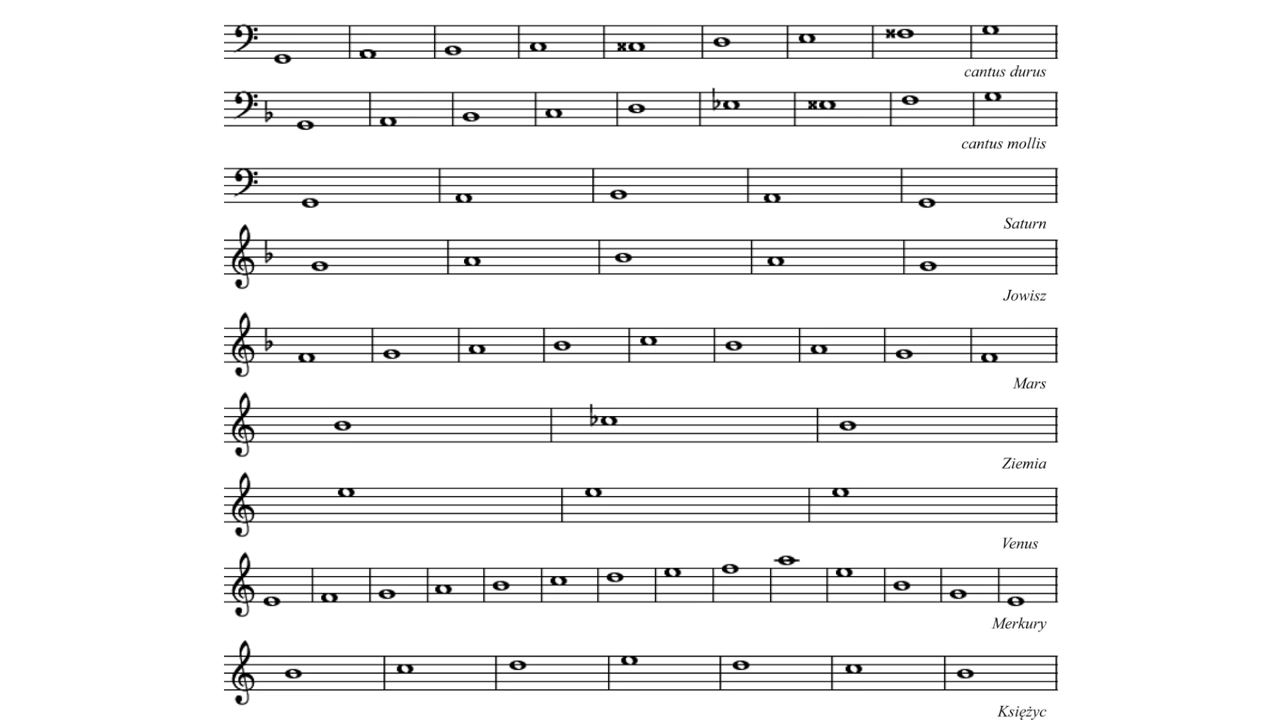 cantus durus
cantus mollis
Saturn
Jowisz
Mars
Ziemia
Venus
Merkury
Księżyc